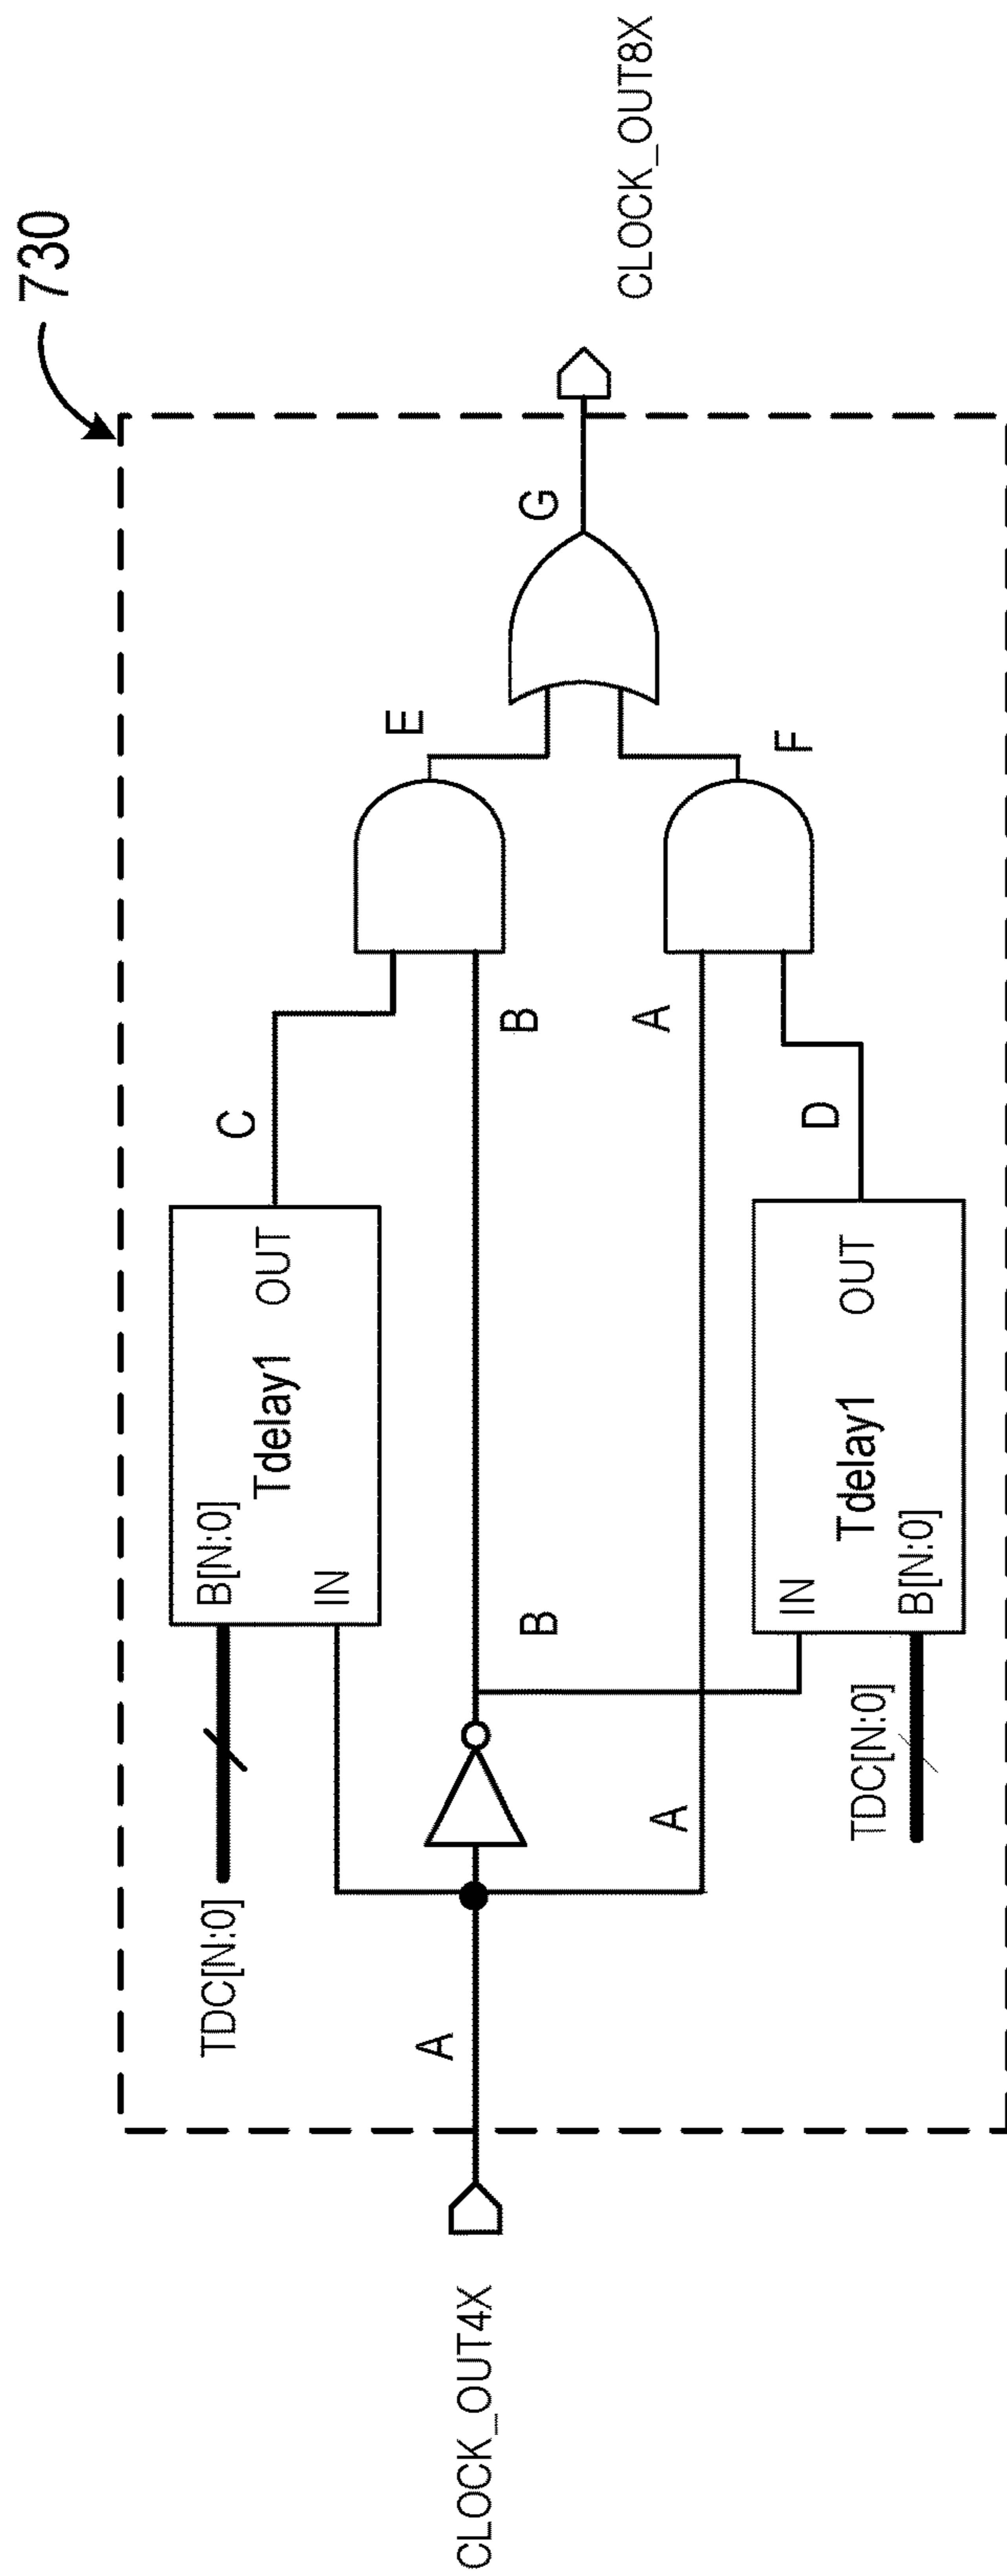 730
CLOCK_OUT4X
A
TDC[N:0]
B[N:0]
IN
Tdelay1
OUT
C
B
B
A
A
TDC[N:0]
IN
B[N:0]
Tdelay1
OUT
D
E
F
G
CLOCK_OUT8X